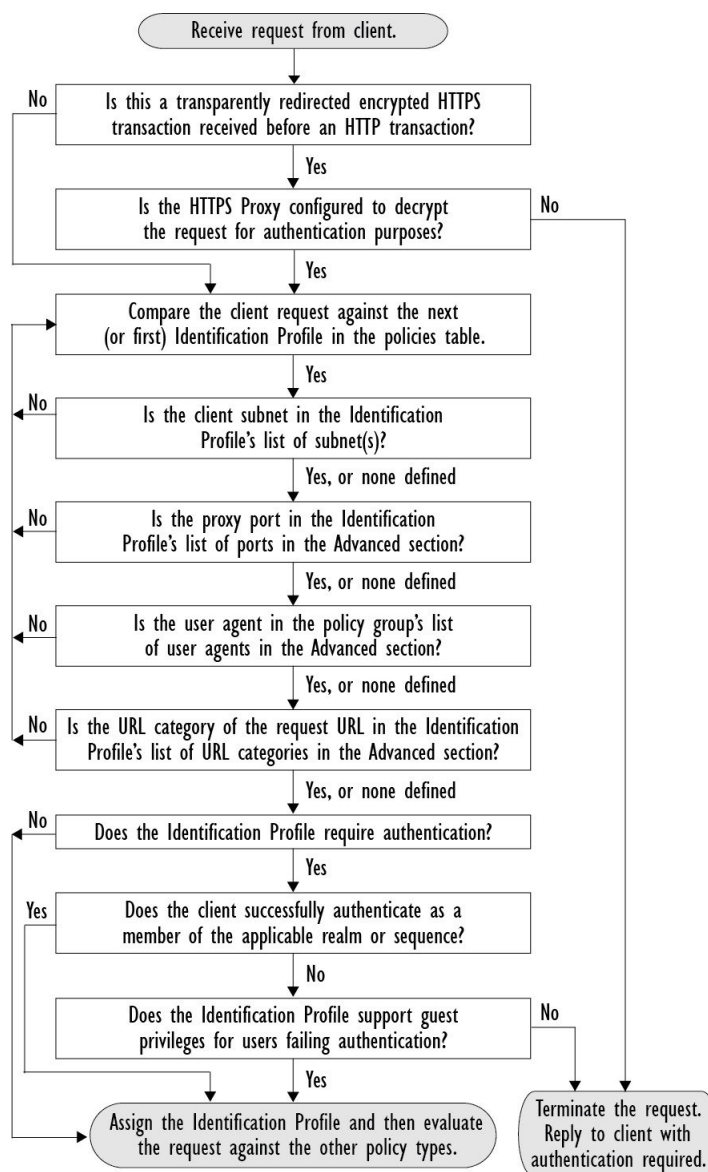 Receive request from client.
No
Is this a transparently redirected encrypted HTTPS
transaction received before an HTTP transaction?
Yes
Is the HTTPS Proxy configured to decrypt
the request for authentication purposes?
No
Yes
Compare the client request against the next
(or first) Identification Profile in the policies table.
Yes
No
Is the client subnet in the Identification
Profile's list of subnet(s)?
Yes, or none defined
No
Is the proxy port in the Identification
Profile's list of ports in the Advanced section?
Yes, or none defined
No
Is the user agent in the policy group's list
of user agents in the Advanced section?
Yes, or none defined
No
Is the URL category of the request URL in the Identification
Profile's list of URL categories in the Advanced section?
Yes, or none defined
No
Does the Identification Profile require authentication?
Yes
Yes
Does the client successfully authenticate as a
member of the applicable realm or sequence?
No
Does the Identification Profile support guest
privileges for users failing authentication?
No
Yes
Assign the Identification Profile and then evaluate
the request against the other policy types.
Terminate the request.
Reply to client with
authentication required.